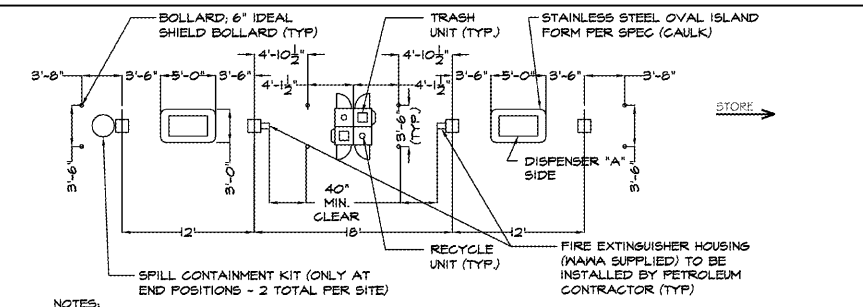 BOLLARD; 6" IDEAL
SHIELD BOLLARD (TYP)
TRASH
UNIT (TYP.)
STAINLESS STEEL OVAL ISLAND
FORM PER SPEC (CAULK)
4'-10½" 4'-10½"
3'-8" 3'-6" 5'-0" 3'-6" 4'-1½" 4'-1½" 3'-6" 5'-0" 3'-6" 3'-8"
STORE
3'-6"
(TYP.)
3'-6" 3'-0" 3'-6"
DISPENSER "A"
SIDE
40"
MIN.
CLEAR
12' 18' 12'
RECYCLE
UNIT (TYP.)
FIRE EXTINGUISHER HOUSING
(WAWA SUPPLIED) TO BE
INSTALLED BY PETROLEUM
CONTRACTOR (TYP)
SPILL CONTAINMENT KIT (ONLY AT
END POSITIONS - 2 TOTAL PER SITE)
NOTES: